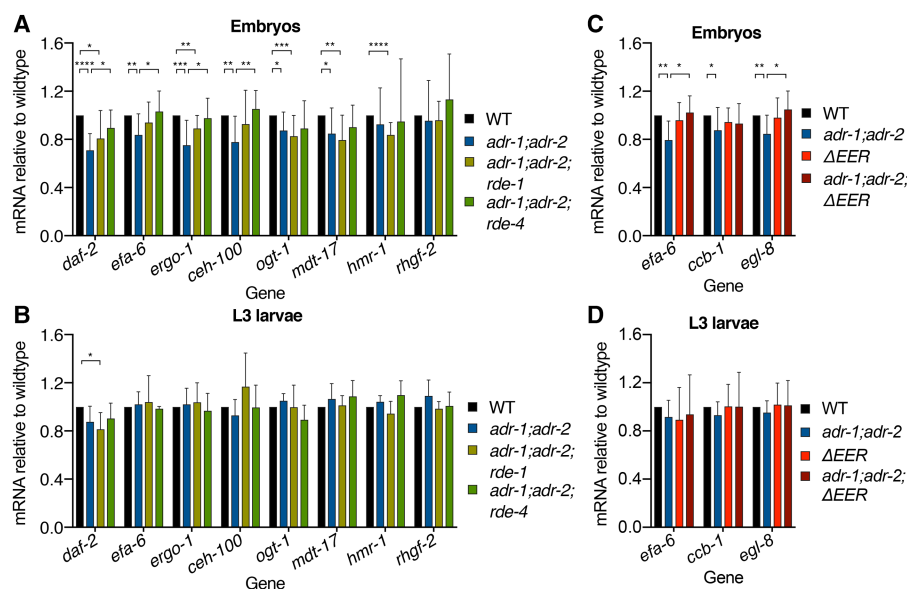 A
Embryos
mRNA relative to wildtype
1.6
1.2
0.8
0.4
0.0
* ** *** ** ****
**** * ** * *** * ** ** * *
daf-2 efa-6 ergo-1 ceh-100 ogt-1 mdt-17 hmr-1 rhgf-2
Gene
WT
adr-1;adr-2
adr-1;adr-2;
rde-1
adr-1;adr-2;
rde-4
B
L3 larvae
mRNA relative to wildtype
1.6
1.2
0.8
0.4
0.0
*
daf-2 efa-6 ergo-1 ceh-100 ogt-1 mdt-17 hmr-1 rhgf-2
Gene
WT
adr-1;adr-2
adr-1;adr-2;
rde-1
adr-1;adr-2;
rde-4
C
Embryos
mRNA relative to wildtype
1.6
1.2
0.8
0.4
0.0
** * * ** *
efa-6 ccb-1 egl-8
Gene
WT
adr-1;adr-2
ΔEER
adr-1;adr-2;
ΔEER
D
L3 larvae
mRNA relative to wildtype
1.6
1.2
0.8
0.4
0.0
efa-6 ccb-1 egl-8
Gene
WT
adr-1;adr-2
ΔEER
adr-1;adr-2;
ΔEER